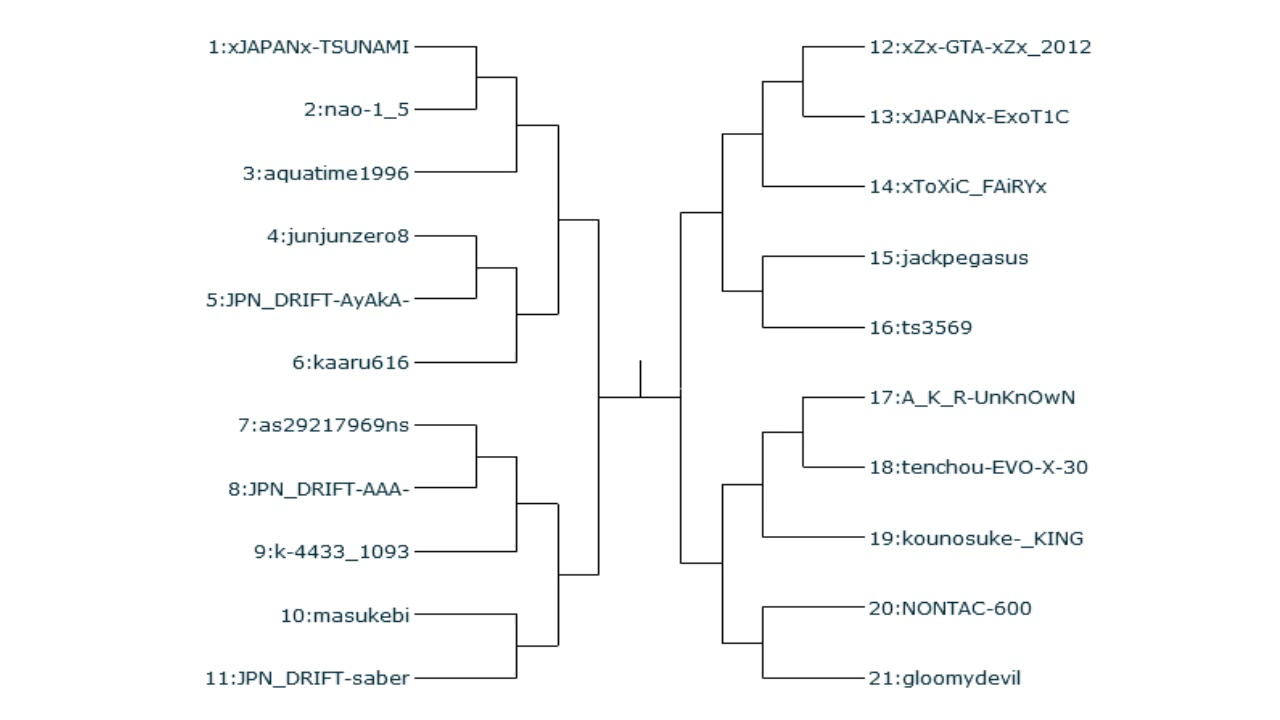 1:xJAPANx-TSUNAMI
2:nao-1_5
3:aquatime1996
4:junjunzero8
5:JPN_DRIFT-AyAkA-
6:kaaru616
7:as29217969ns
8:JPN_DRIFT-AAA-
9:k-4433_1093
10:masukebi
11:JPN_DRIFT-saber
12:xZx-GTA-xZx_2012
13:xJAPANx-ExoT1C
14:xToXiC_FAiRYx
15:jackpegasus
16:ts3569
17:A_K_R-UnKnOwN
18:tenchou-EVO-X-30
19:kounosuke-_KING
20:NONTAC-600
21:gloomydevil